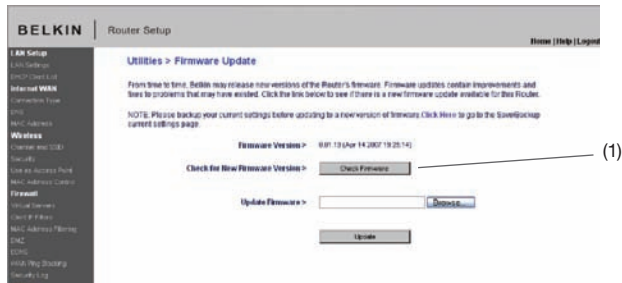 BELKIN | Router Setup
Home | Help | Logout
LAN Setup
LAN Settings
DHCP Client List
Internet WAN
Connection Type
DNS
MAC Address
Wireless
Channel and SSID
Security
Use as Access Point
MAC Address Control
Firewall
Virtual Servers
Client IP Filters
MAC Address Filtering
DMZ
DDNS
WAN Ping Blocking
Security Log
Utilities > Firmware Update
From time to time, Belkin may release new versions of the Router's firmware. Firmware updates contain improvements and
fixes to problems that may have existed. Click the link below to see if there is a new firmware update available for this Router.
NOTE: Please backup your current settings before updating to a new version of firmware. Click Here to go to the Save/Backup
current settings page.
Firmware Version >
(Apr 14 2007 19:25:14)
Check for New Firmware Version >
Check Firmware
(1)
Update Firmware >
Browse...
Update